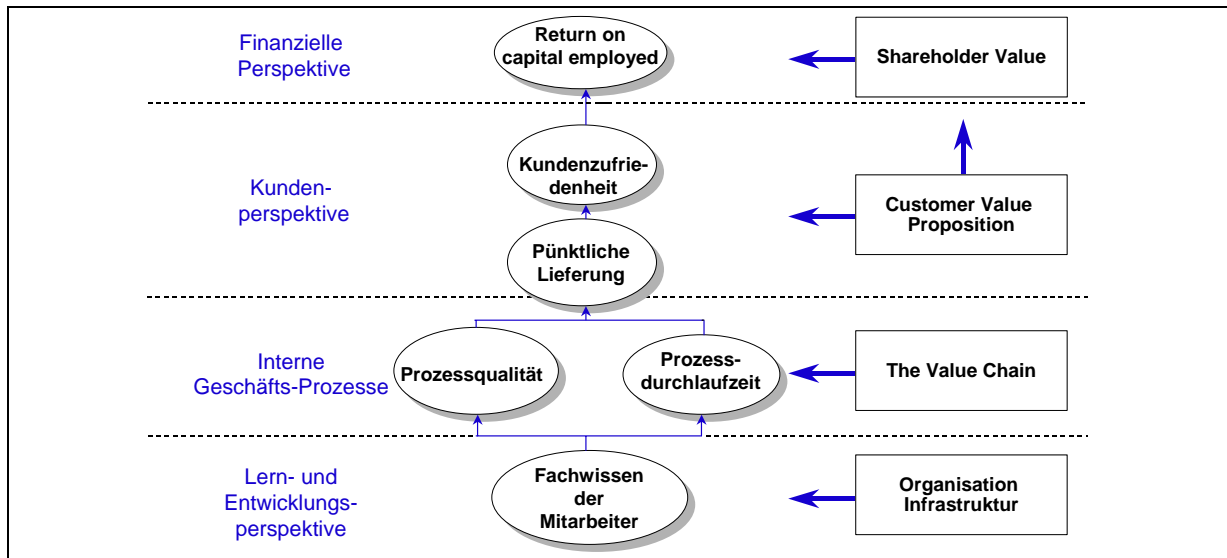 Finanzielle
Perspektive
Return on
capital employed
Shareholder Value
Kunden-
perspektive
Kundenzufrie-
denheit
Pünktliche
Lieferung
Customer Value
Proposition
Interne
Geschäfts-Prozesse
Prozessqualität
Prozess-
durchlaufzeit
The Value Chain
Lern- und
Entwicklungs-
perspektive
Fachwissen
der
Mitarbeiter
Organisation
Infrastruktur